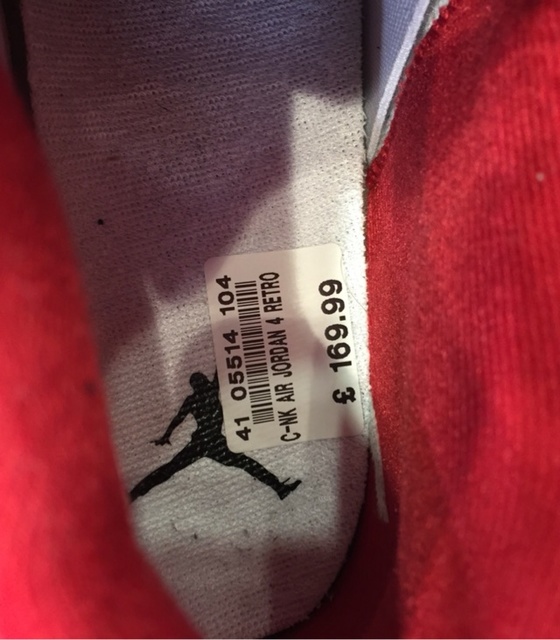 41 05514 104
C-NK AIR JORDAN 4 RETRO
£ 169.99